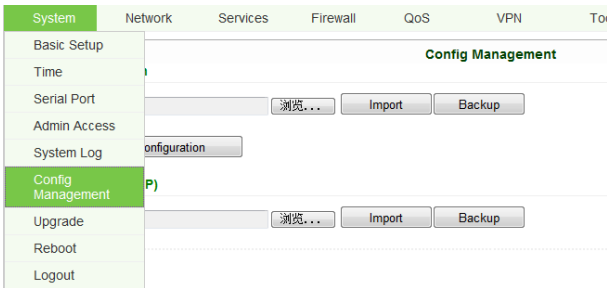 System Network Services Firewall QoS VPN To
Basic Setup
Config Management
Time
Serial Port
浏览... Import Backup
Admin Access
System Log
onfiguration
Config
Management
P)
Upgrade
浏览... Import Backup
Reboot
Logout